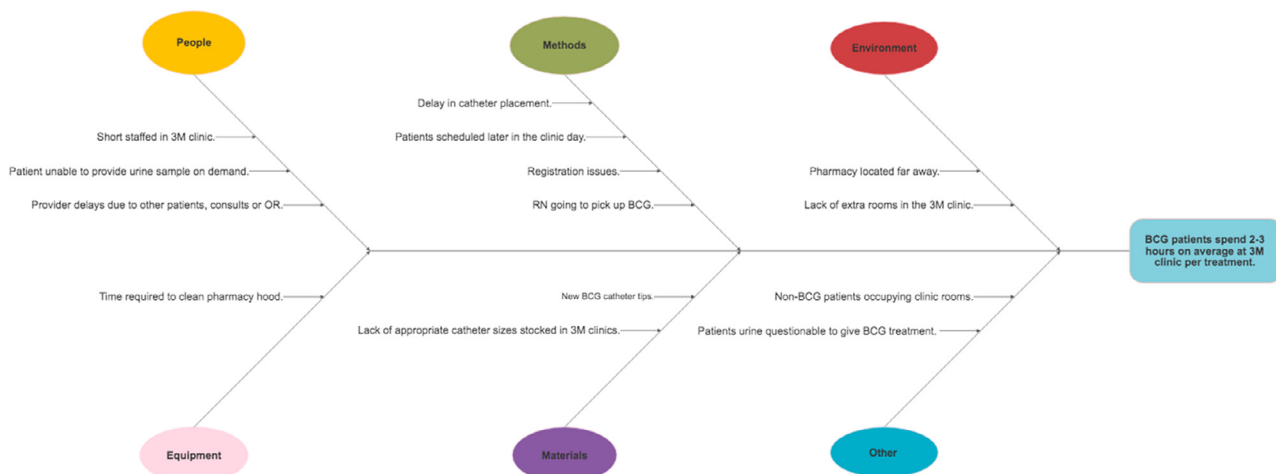 People
Methods
Environment
Delay in catheter placement.
Short staffed in 3M clinic.
Patients scheduled later in the clinic day.
Patient unable to provide urine sample on demand.
Registration issues.
Pharmacy located far away.
Provider delays due to other patients, consults or OR.
RN going to pick up BCG.
Lack of extra rooms in the 3M clinic.
BCG patients spend 2-3
hours on average at 3M
clinic per treatment.
Time required to clean pharmacy hood.
New BCG catheter tips.
Non-BCG patients occupying clinic rooms.
Lack of appropriate catheter sizes stocked in 3M clinics.
Patients urine questionable to give BCG treatment.
Equipment
Materials
Other